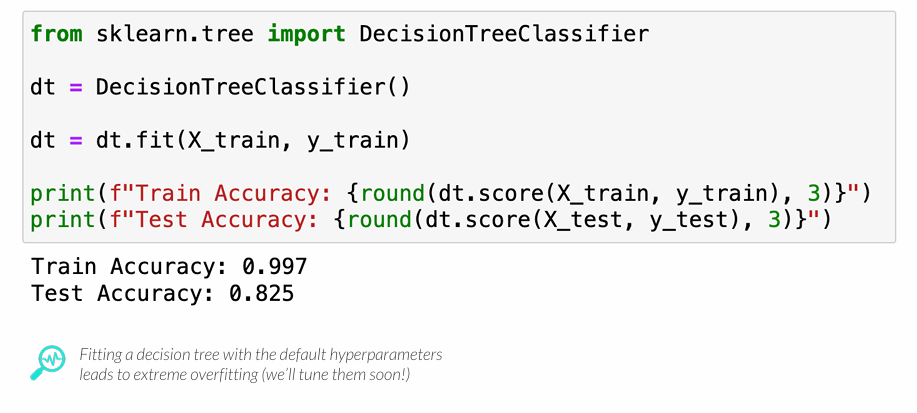 from sklearn.tree import DecisionTreeClassifier
dt = DecisionTreeClassifier()
dt = dt.fit(X_train, y_train)
print(f"Train Accuracy: {round(dt.score(X_train, y_train), 3)}")
print(f"Test Accuracy: {round(dt.score(X_test, y_test), 3)}")
Train Accuracy: 0.997
Test Accuracy: 0.825
Fitting a decision tree with the default hyperparameters
leads to extreme overfitting (we’ll tune them soon!)